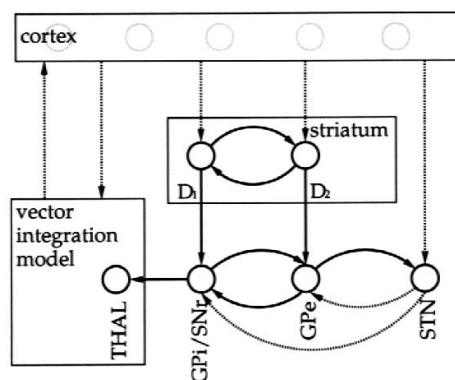 cortex
striatum
D1
D2
vector
integration
model
THAL
GPi/SNr
GPe
STN